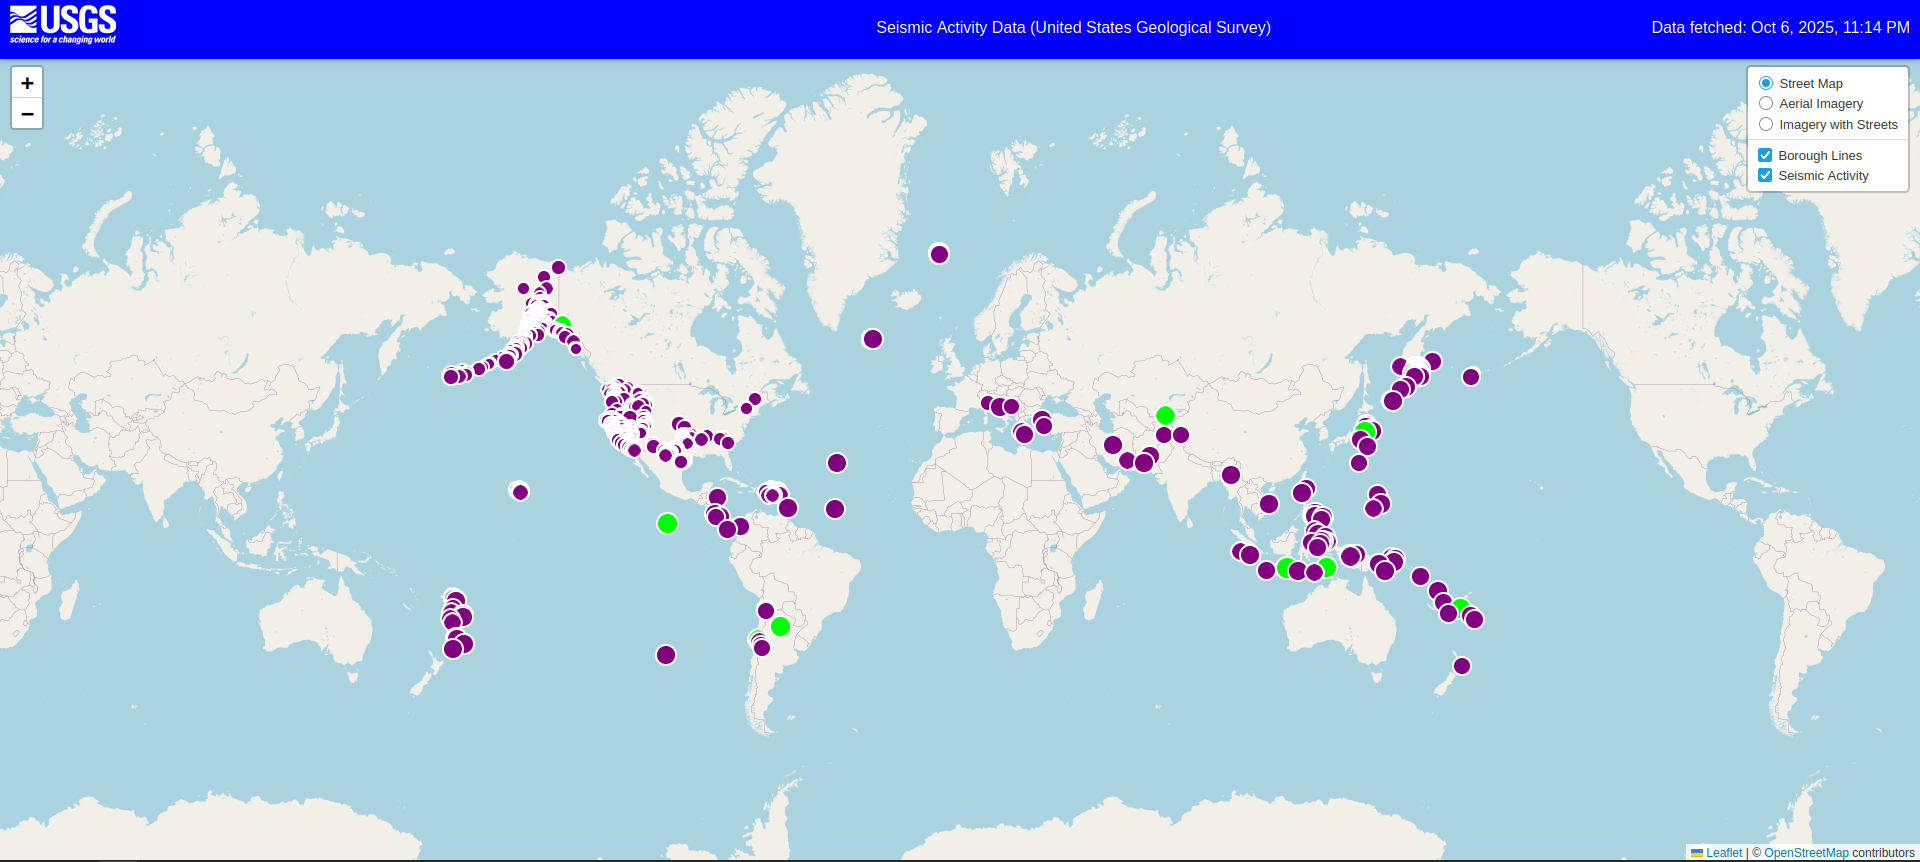 USGS
science for a changing world
Seismic Activity Data (United States Geological Survey)
Data fetched: Oct 6, 2025, 11:14 PM
+
−
Street Map
Aerial Imagery
Imagery with Streets
Borough Lines
Seismic Activity
Leaflet | © OpenStreetMap contributors